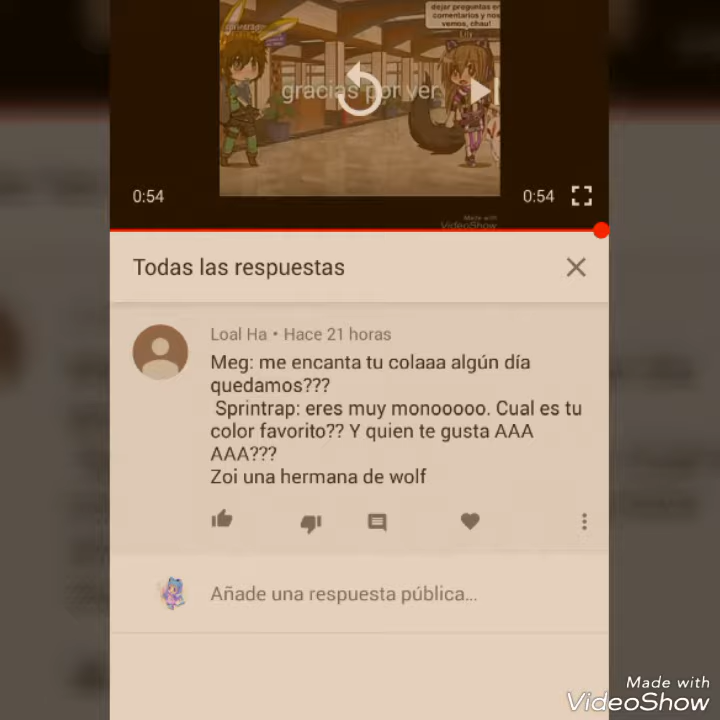 dejar preguntas en
comentarios y nos
vemos, chau!
Lily
gracias por ver
0:54
0:54
Made with
VideoShow
Todas las respuestas
Loal Ha • Hace 21 horas
Meg: me encanta tu colaaa algún día
quedamos???
Sprintrap: eres muy monooooo. Cual es tu
color favorito?? Y quien te gusta AAA
AAA???
Zoi una hermana de wolf
Añade una respuesta pública...
Made with
VideoShow